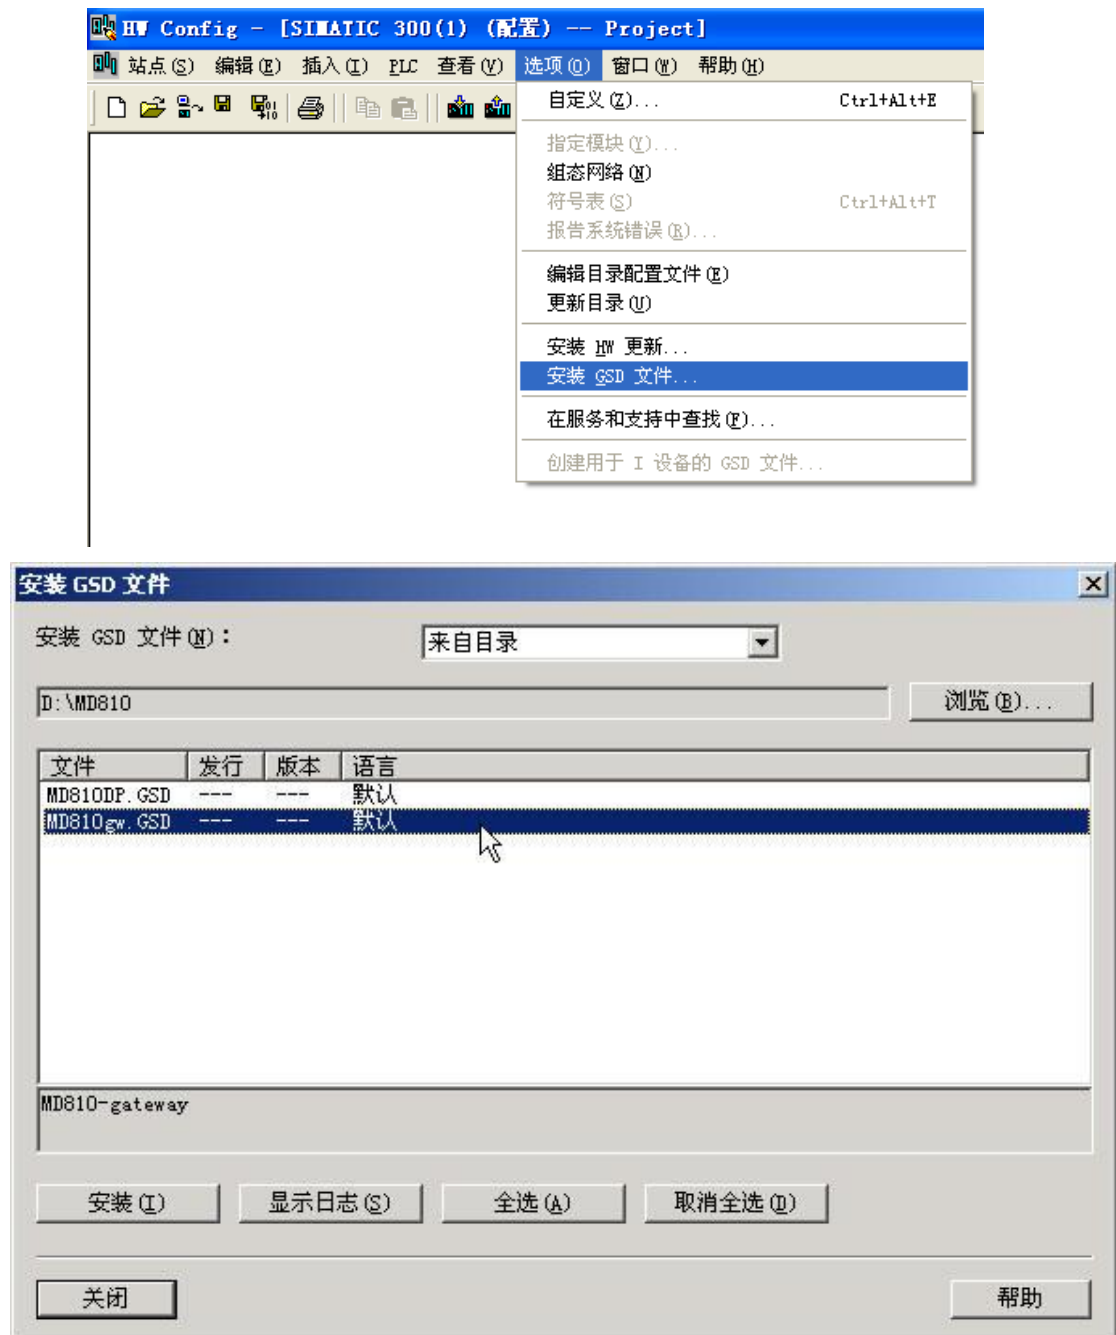 HW Config - [SIMATIC 300(1) (配置) -- Project]
站点(S) 编辑(E) 插入(I) PLC 查看(V) 选项(O) 窗口(W) 帮助(H)
自定义(Z)... Ctrl+Alt+E
指定模块(Y)...
组态网络(N)
符号表(S) Ctrl+Alt+T
报告系统错误(R)...
编辑目录配置文件(E)
更新目录(U)
安装 HW 更新...
安装 GSD 文件...
在服务和支持中查找(F)...
创建用于 I 设备的 GSD 文件...
安装 GSD 文件
安装 GSD 文件(N)： 来自目录
D:\MD810 浏览(B)...
文件 发行 版本 语言
MD810DP.GSD --- --- 默认
MD810gw.GSD --- --- 默认
MD810-gateway
安装(I) 显示日志(S) 全选(A) 取消全选(D)
关闭 帮助